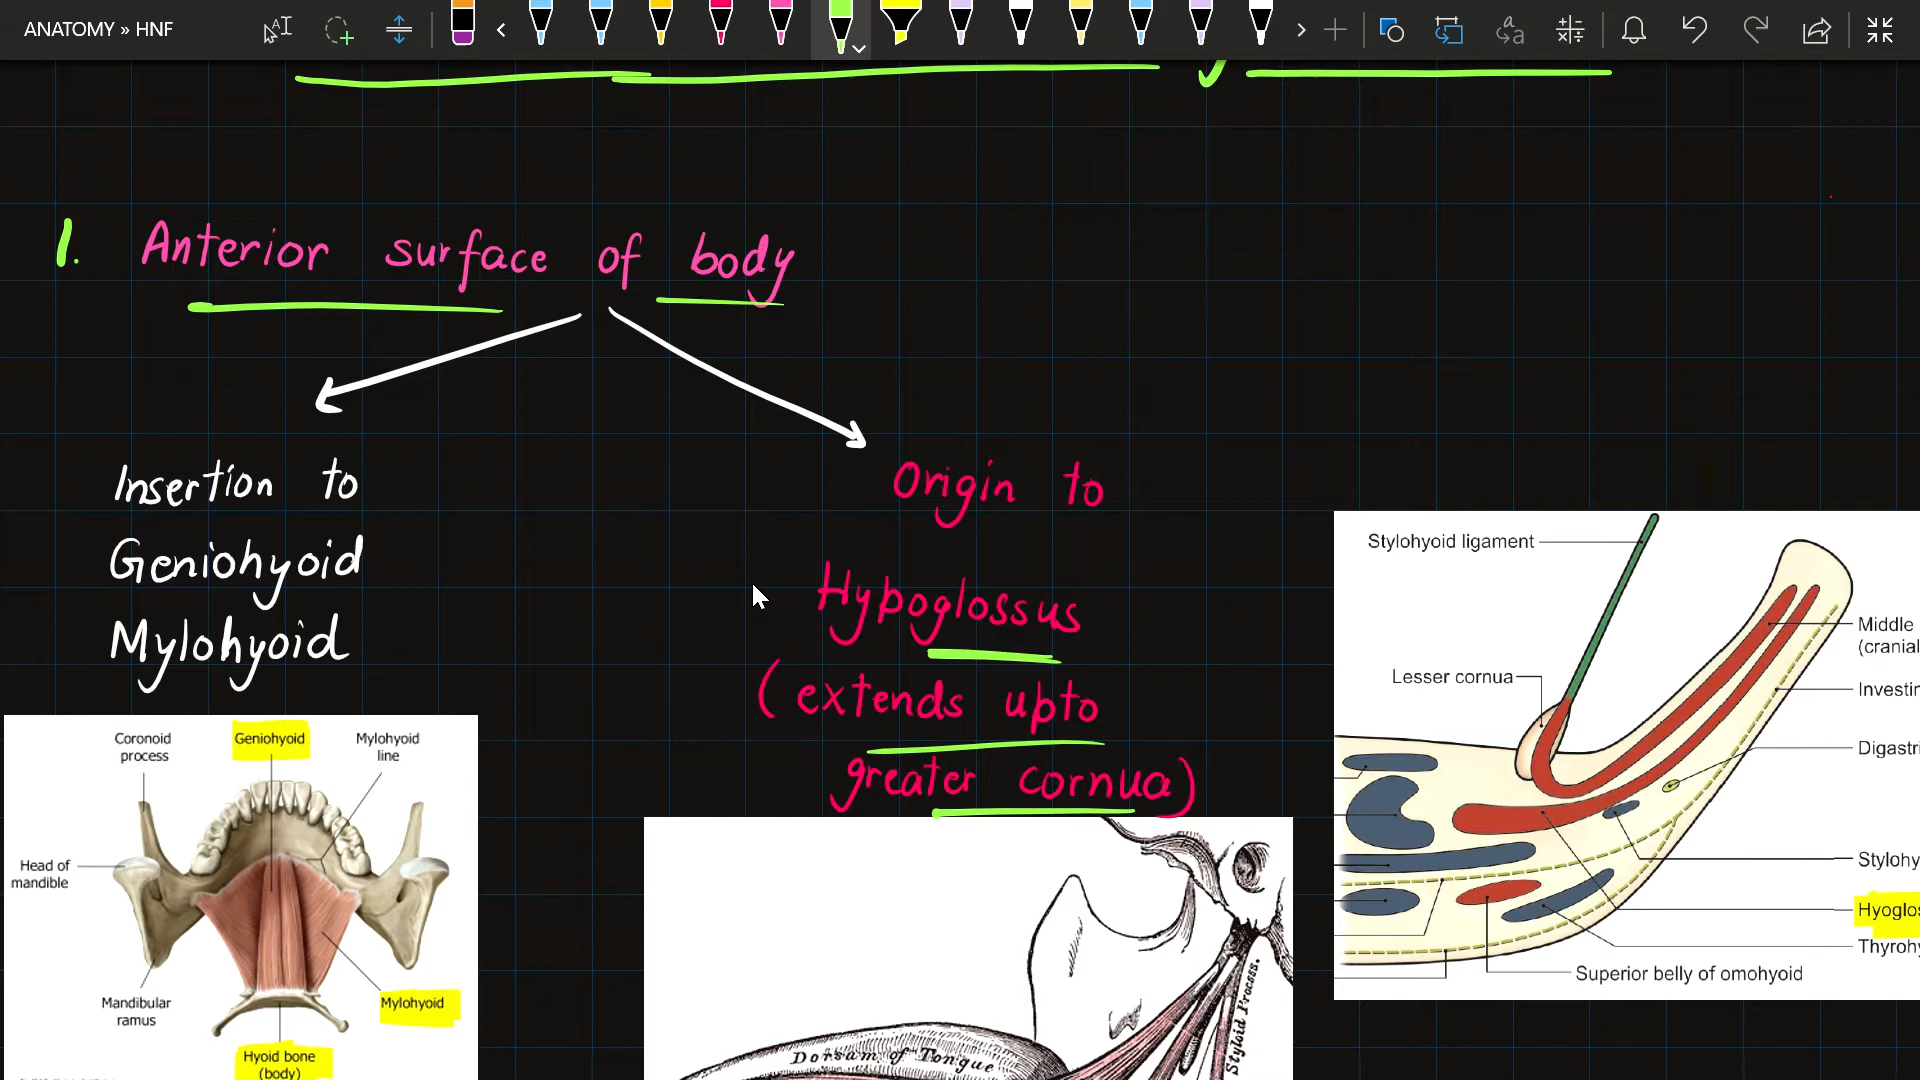 ANATOMY » HNF
1. Anterior surface of body
Insertion to
Geniohyoid
Mylohyoid
Origin to
Hypoglossus
(extends upto
greater cornua)
Coronoid
process
Geniohyoid
Mylohyoid
line
Head of
mandible
Mandibular
ramus
Mylohyoid
Hyoid bone
(body)
Dorsum of Tongue
Styloid Process.
Stylohyoid ligament
Lesser cornua
Middle
(cranial
Investin
Digastri
Stylohy
Hyoglos
Thyrohy
Superior belly of omohyoid